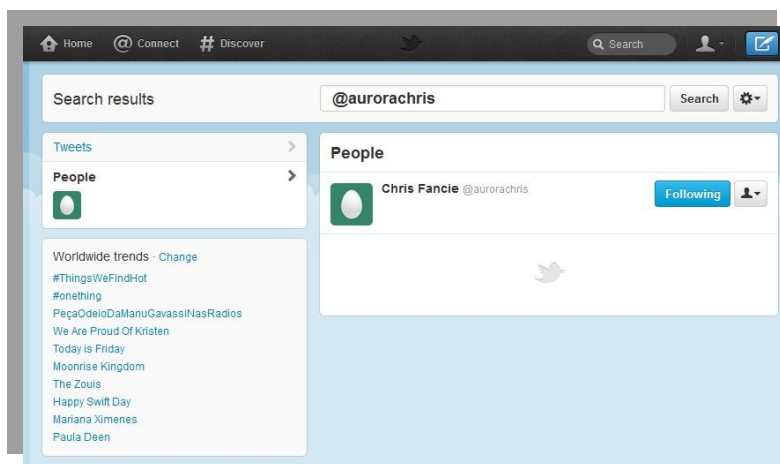 Home @ Connect # Discover Search
Search results @aurorachris Search
Tweets
People
People
Chris Fancie @aurorachris Following
Worldwide trends · Change
#ThingsWeFindHot
#onething
PeçaOdeioDaManuGavassiNasRadios
We Are Proud Of Kristen
Today is Friday
Moonrise Kingdom
The Zouis
Happy Swift Day
Mariana Ximenes
Paula Deen